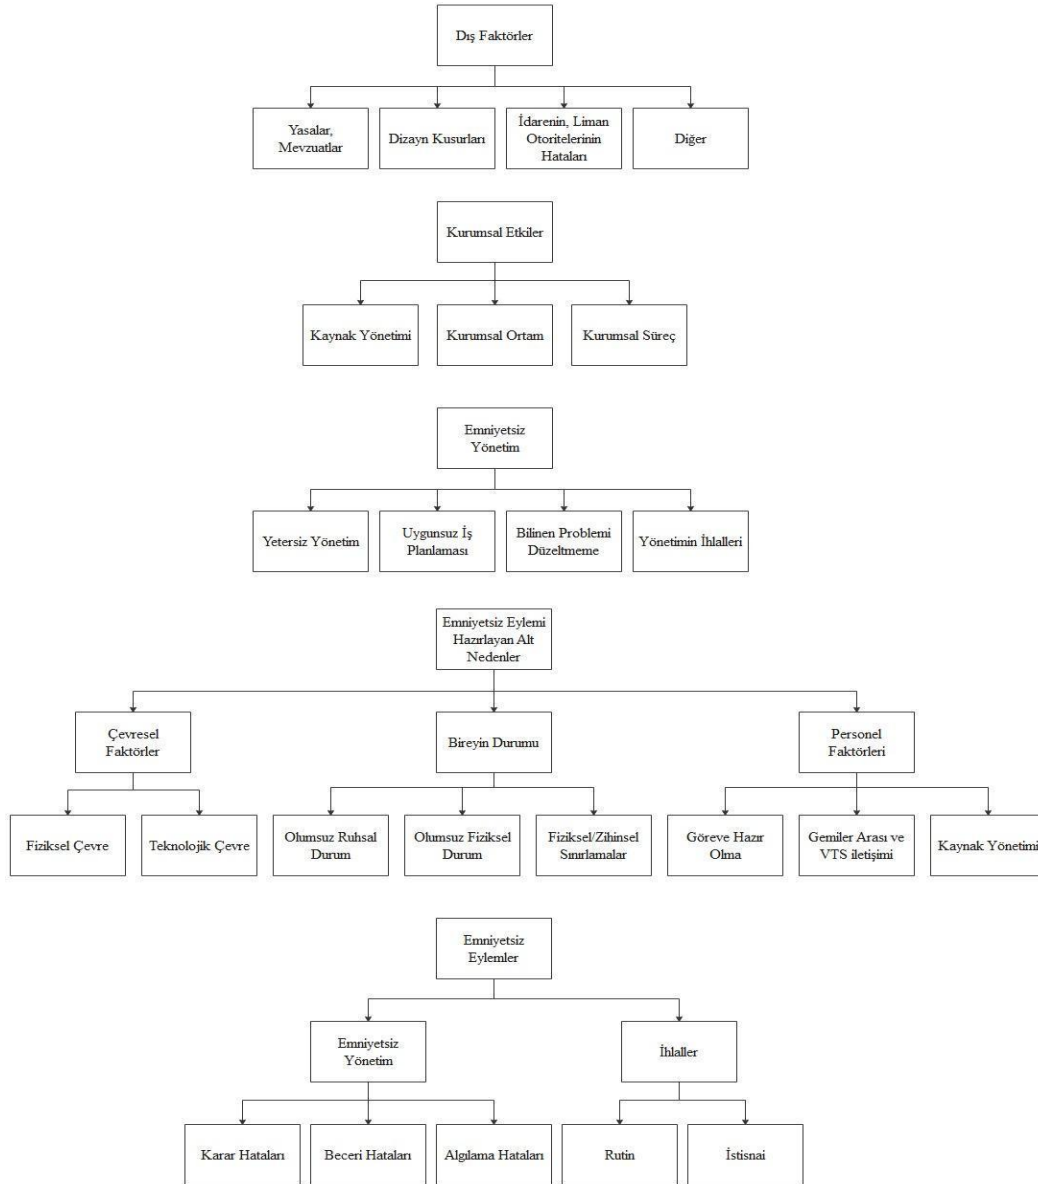 Dış Faktörler
Yasalar,
Mevzuatlar
Dizayn Kusurları
İdarenin, Liman
Otoritelerinin
Hataları
Diğer
Kurumsal Etkiler
Kaynak Yönetimi
Kurumsal Ortam
Kurumsal Süreç
Emniyetsiz
Yönetim
Yetersiz Yönetim
Uygunsuz İş
Planlaması
Bilinen Problemi
Düzeltmeme
Yönetimin İhlalleri
Emniyetsiz Eylemi
Hazırlayan Alt
Nedenler
Çevresel
Faktörler
Bireyin Durumu
Personel
Faktörleri
Fiziksel Çevre
Teknolojik Çevre
Olumsuz Ruhsal
Durum
Olumsuz Fiziksel
Durum
Fiziksel/Zihinsel
Sınırlamalar
Göreve Hazır
Olma
Gemiler Arası ve
VTS iletişimi
Kaynak Yönetimi
Emniyetsiz
Eylemler
Emniyetsiz
Yönetim
İhlaller
Karar Hataları
Beceri Hataları
Algılama Hataları
Rutin
İstisnai